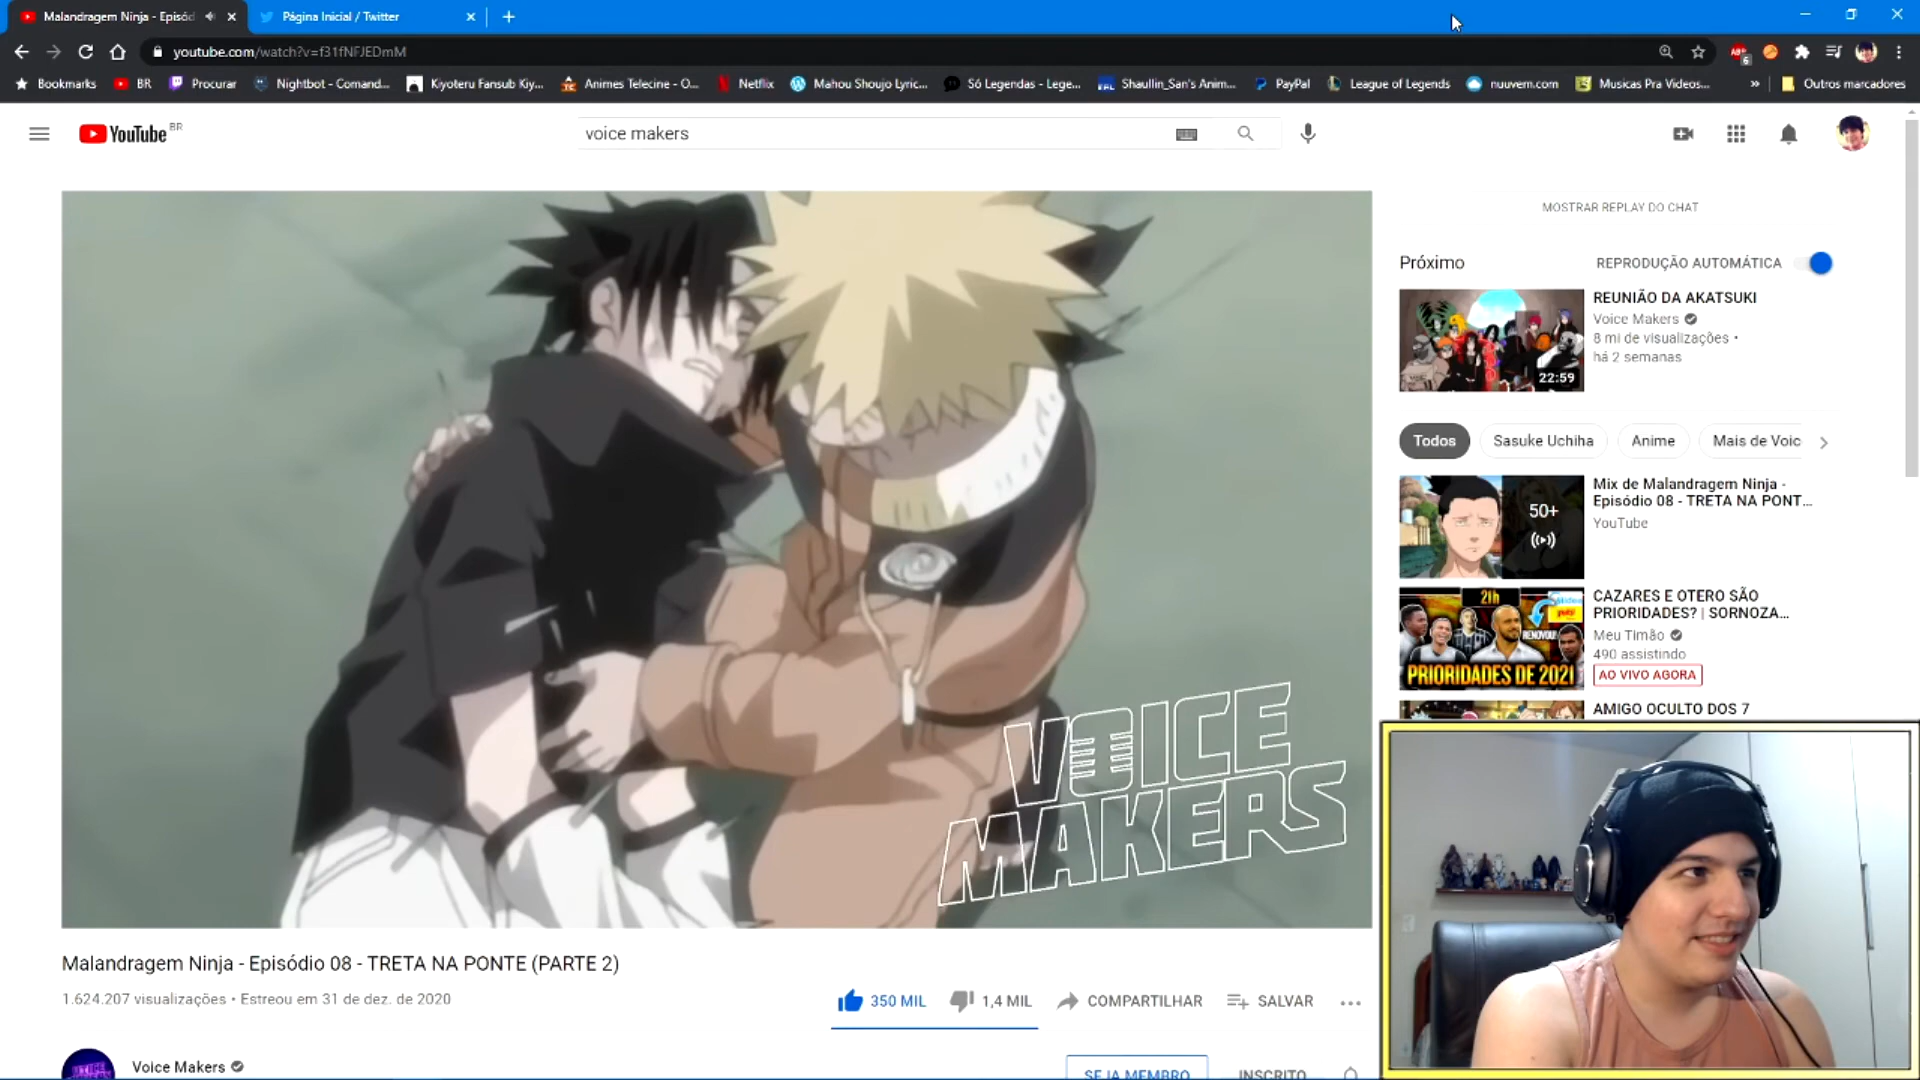 Malandragem Ninja - Episód
Página Inicial / Twitter
youtube.com/watch?v=f31fNFJEDmM
Bookmarks
BR
Procurar
Nightbot - Comand...
Kiyoteru Fansub Kiy...
Animes Telecine - O...
Netflix
Mahou Shoujo Lyric...
Só Legendas - Lege...
Shaullin_San's Anim...
PayPal
League of Legends
nuuvem.com
Musicas Pra Videos...
»
Outros marcadores
YouTube BR
voice makers
MOSTRAR REPLAY DO CHAT
Próximo
REPRODUÇÃO AUTOMÁTICA
REUNIÃO DA AKATSUKI
Voice Makers
8 mi de visualizações •
há 2 semanas
22:59
Todos
Sasuke Uchiha
Anime
Mais de Voic
Mix de Malandragem Ninja -
Episódio 08 - TRETA NA PONT...
YouTube
50+
CAZARES E OTERO SÃO
PRIORIDADES? | SORNOZA...
Meu Timão
490 assistindo
AO VIVO AGORA
21h
RENOVOU
PRIORIDADES DE 2021
AMIGO OCULTO DOS 7
VOICE
MAKERS
Malandragem Ninja - Episódio 08 - TRETA NA PONTE (PARTE 2)
1.624.207 visualizações • Estreou em 31 de dez. de 2020
350 MIL
1,4 MIL
COMPARTILHAR
SALVAR
Voice Makers
SEJA MEMBRO
INSCRITO